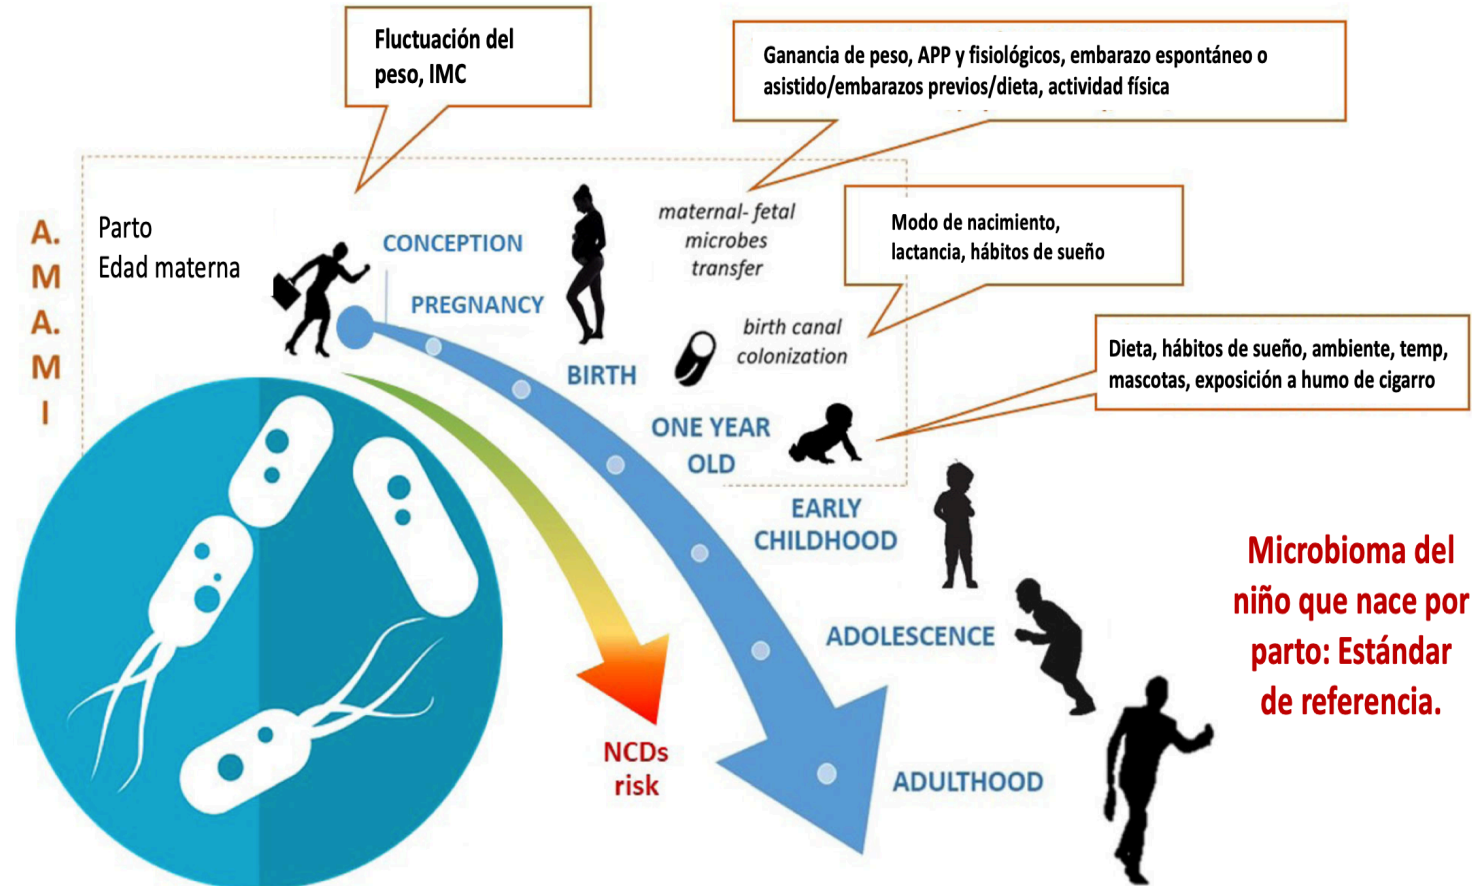 Fluctuación del
peso, IMC
Ganancia de peso, APP y fisiológicos, embarazo espontáneo o
asistido/embarazos previos/dieta, actividad física
A.
M
A.
M
I
Parto
Edad materna
CONCEPTION
PREGNANCY
maternal- fetal
microbes
transfer
Modo de nacimiento,
lactancia, hábitos de sueño
birth canal
colonization
BIRTH
Dieta, hábitos de sueño, ambiente, temp,
mascotas, exposición a humo de cigarro
ONE YEAR
OLD
EARLY
CHILDHOOD
ADOLESCENCE
ADULTHOOD
NCDs
risk
Microbioma del
niño que nace por
parto: Estándar
de referencia.